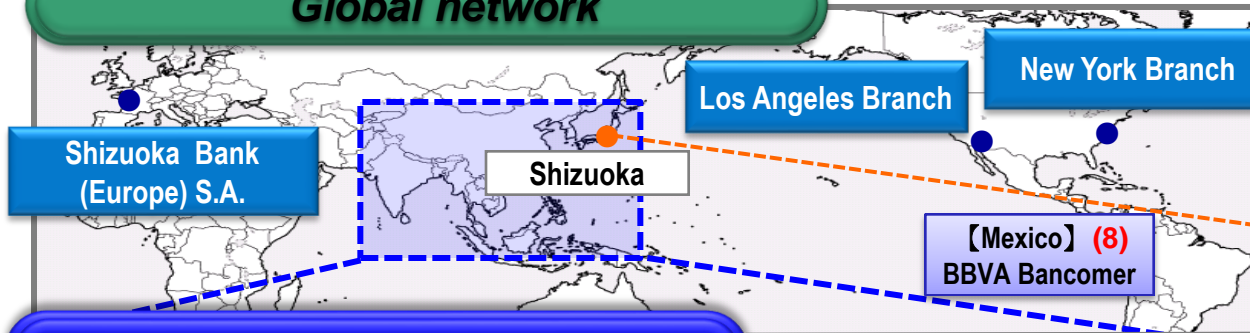 Global network
New York Branch
Los Angeles Branch
Shizuoka Bank
(Europe) S.A.
Shizuoka
【Mexico】 (8)
BBVA Bancomer